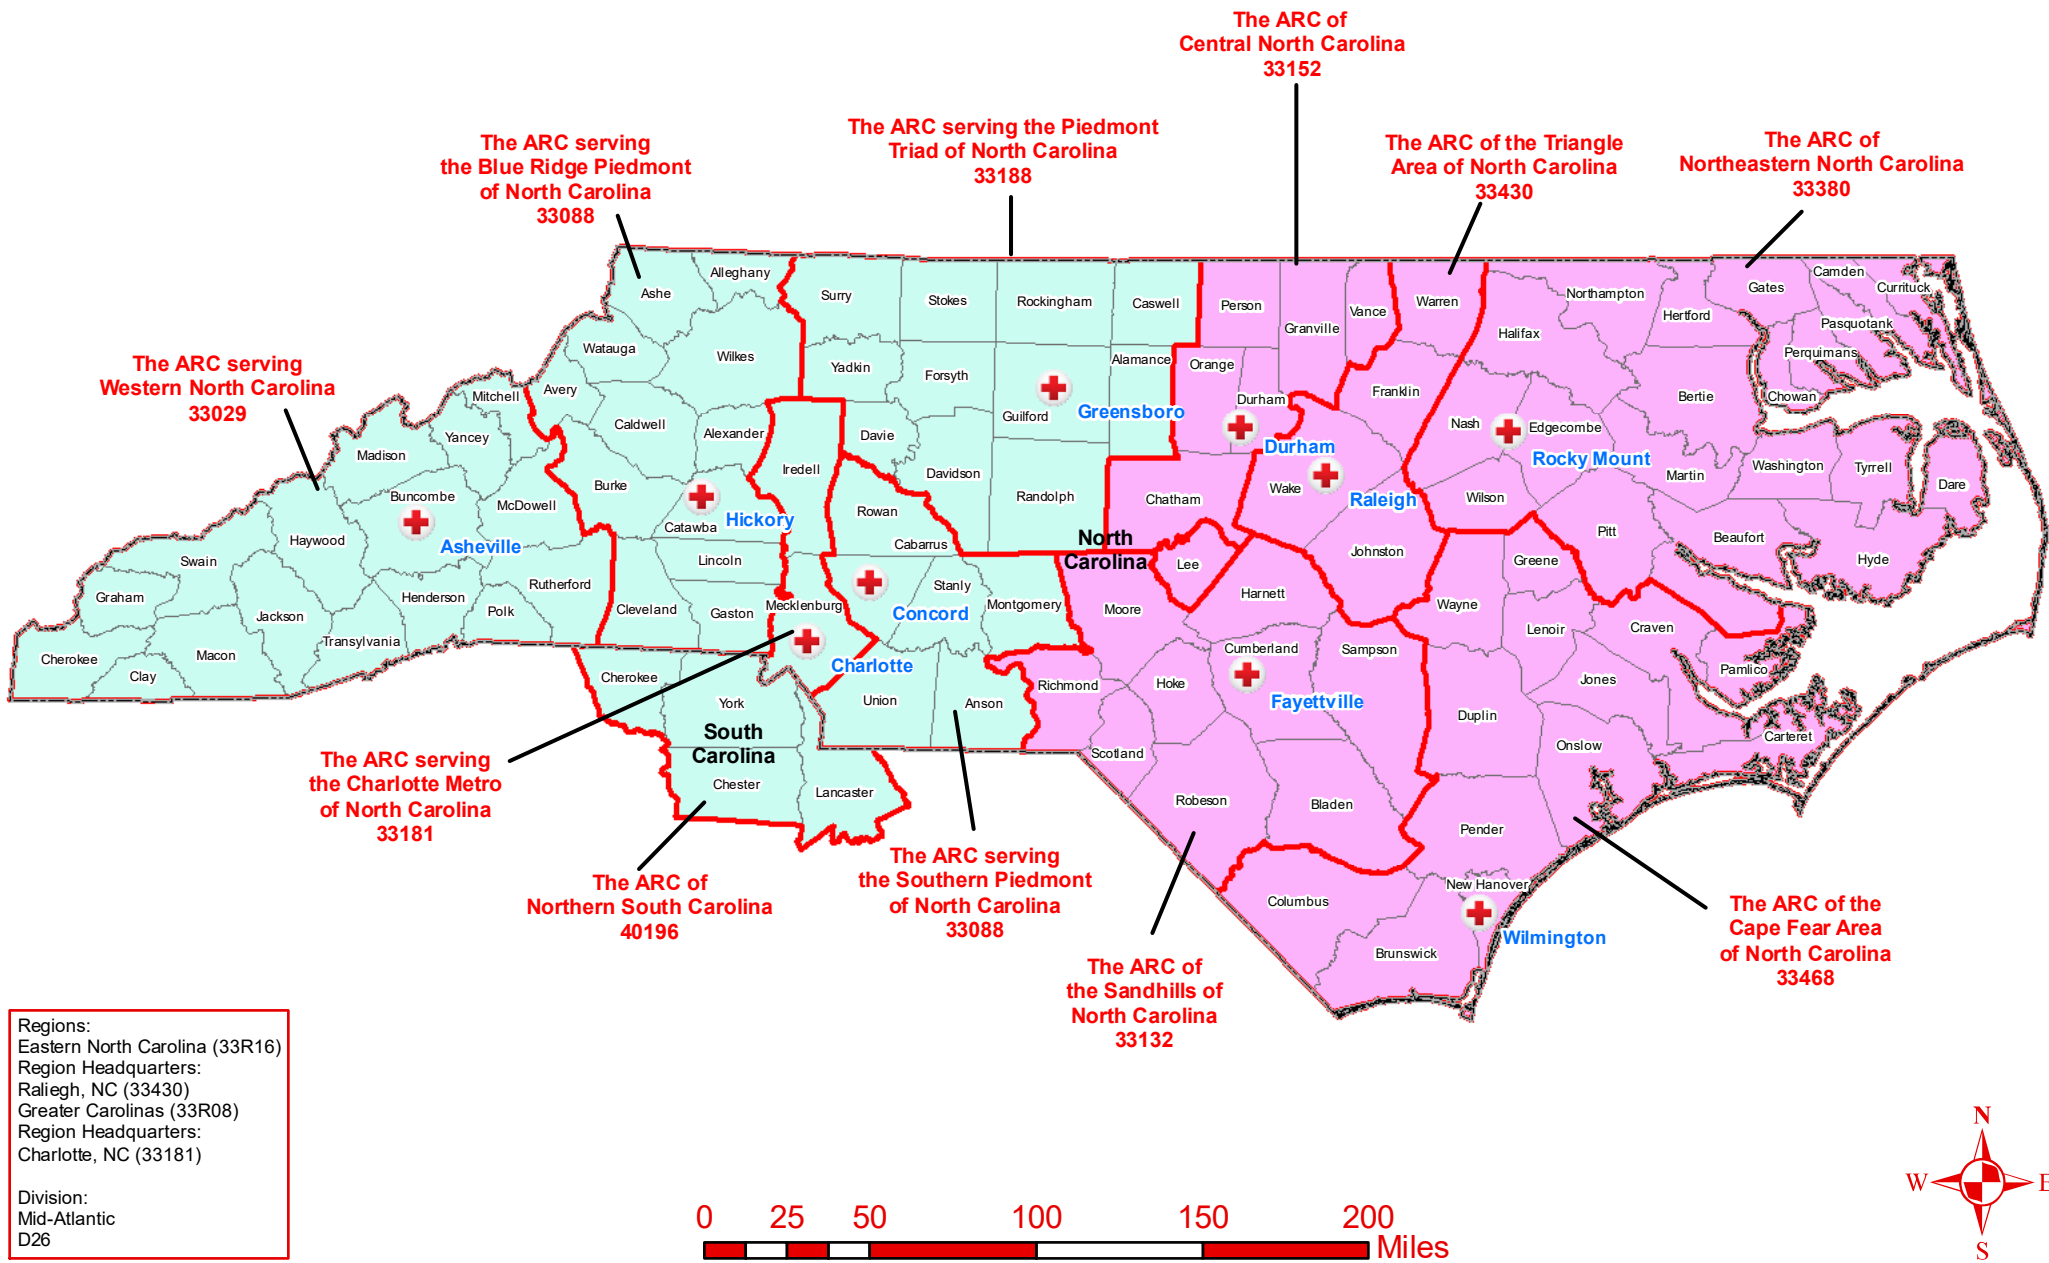 The ARC of
Central North Carolina
33152
The ARC serving the Piedmont
Triad of North Carolina
33188
The ARC serving
the Blue Ridge Piedmont
of North Carolina
33088
The ARC of the Triangle
Area of North Carolina
33430
The ARC of
Northeastern North Carolina
33380
The ARC serving
Western North Carolina
33029
Ashe
Alleghany
Surry
Stokes
Rockingham
Caswell
Person
Granville
Vance
Warren
Northampton
Halifax
Hertford
Gates
Camden
Currituck
Pasquotank
Perquimans
Chowan
Watauga
Wilkes
Yadkin
Forsyth
Guilford
Alamance
Orange
Durham
Franklin
Nash
Edgecombe
Bertie
Mitchell
Avery
Caldwell
Alexander
Iredell
Davie
Davidson
Randolph
Greensboro
Durham
Rocky Mount
Madison
Yancey
Buncombe
McDowell
Burke
Catawba
Hickory
Rowan
Cabarrus
Chatham
Wake
Raleigh
Wilson
Martin
Washington
Tyrrell
Dare
Asheville
Haywood
Swain
Graham
Jackson
Henderson
Polk
Rutherford
Lincoln
Cleveland
Gaston
Mecklenburg
Concord
Stanly
Montgomery
North
Carolina
Lee
Moore
Harnett
Johnston
Wayne
Greene
Pitt
Beaufort
Hyde
Cherokee
Clay
Macon
Transylvania
Charlotte
Cherokee
York
Union
Anson
Richmond
Hoke
Cumberland
Fayettville
Sampson
Lenoir
Craven
Pamlico
Jones
Duplin
Onslow
Carteret
South
Carolina
Chester
Lancaster
Scotland
Robeson
Bladen
Pender
New Hanover
Columbus
Brunswick
Wilmington
The ARC serving
the Charlotte Metro
of North Carolina
33181
The ARC of
Northern South Carolina
40196
The ARC serving
the Southern Piedmont
of North Carolina
33088
The ARC of
the Sandhills of
North Carolina
33132
The ARC of the
Cape Fear Area
of North Carolina
33468
Regions:
Eastern North Carolina (33R16)
Region Headquarters:
Raliegh, NC (33430)
Greater Carolinas (33R08)
Region Headquarters:
Charlotte, NC (33181)
Division:
Mid-Atlantic
D26
0 25 50 100 150 200
Miles
N
W E
S